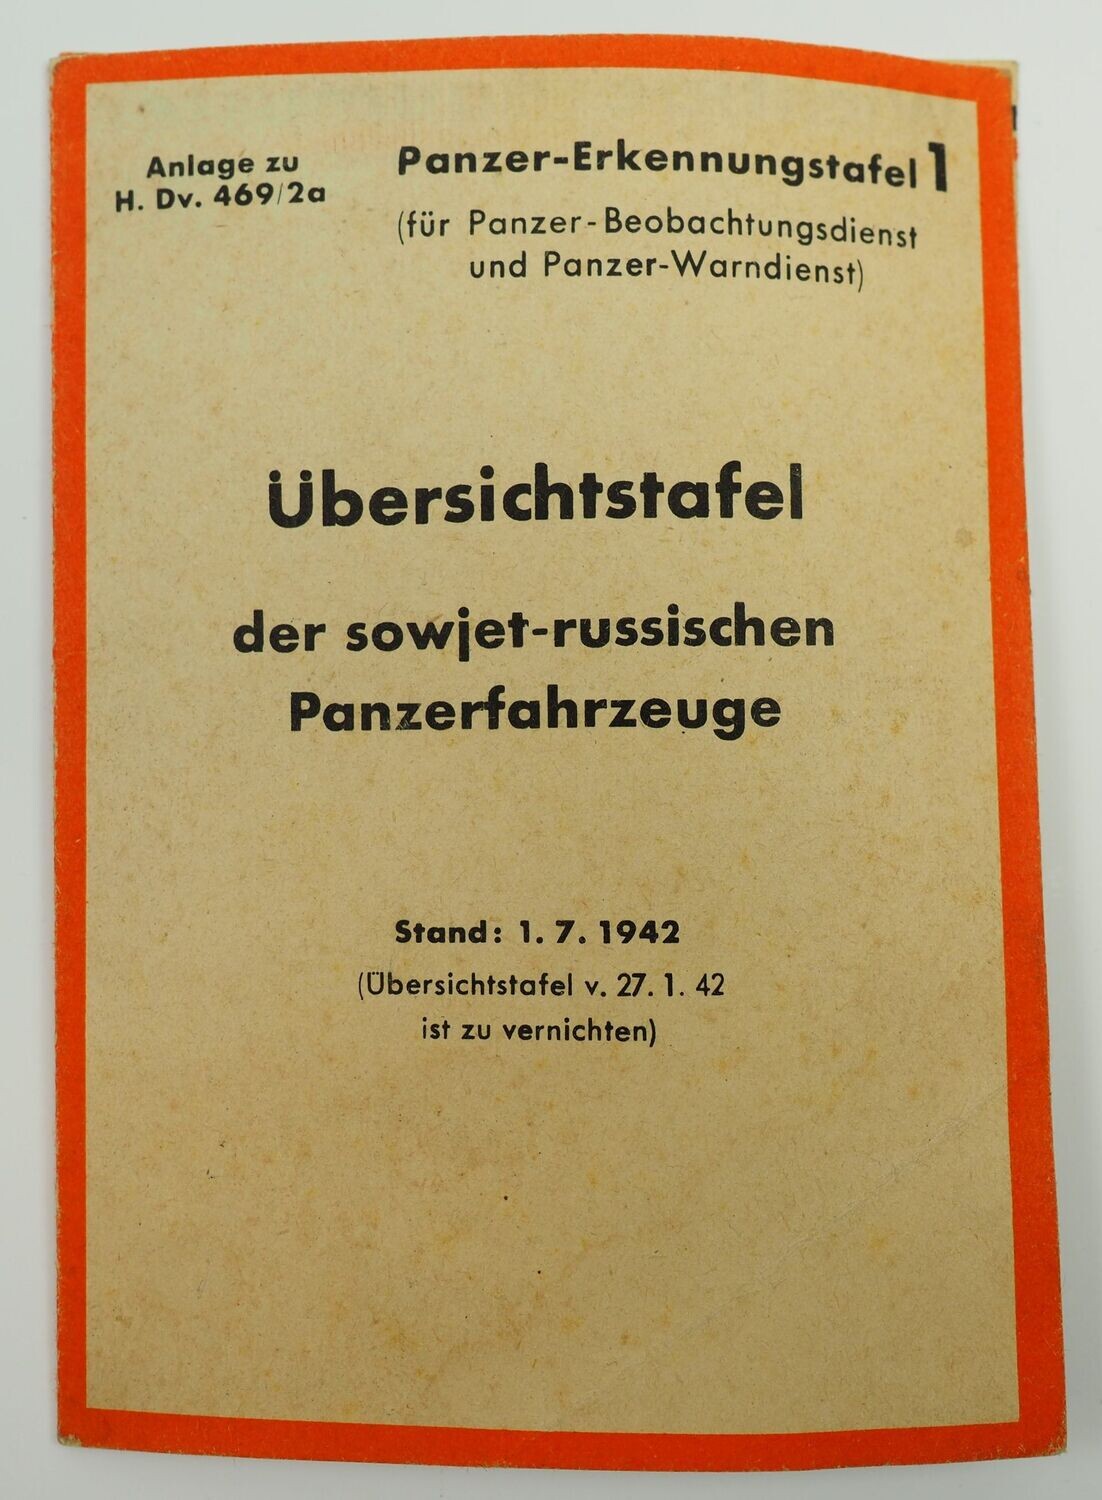 Anlage zu
H. Dv. 469/2a
Panzer-Erkennungstafel 1
(für Panzer-Beobachtungsdienst
und Panzer-Warndienst)
Übersichtstafel
der sowjet-russischen
Panzerfahrzeuge
Stand: 1. 7. 1942
(Übersichtstafel v. 27. 1. 42
ist zu vernichten)